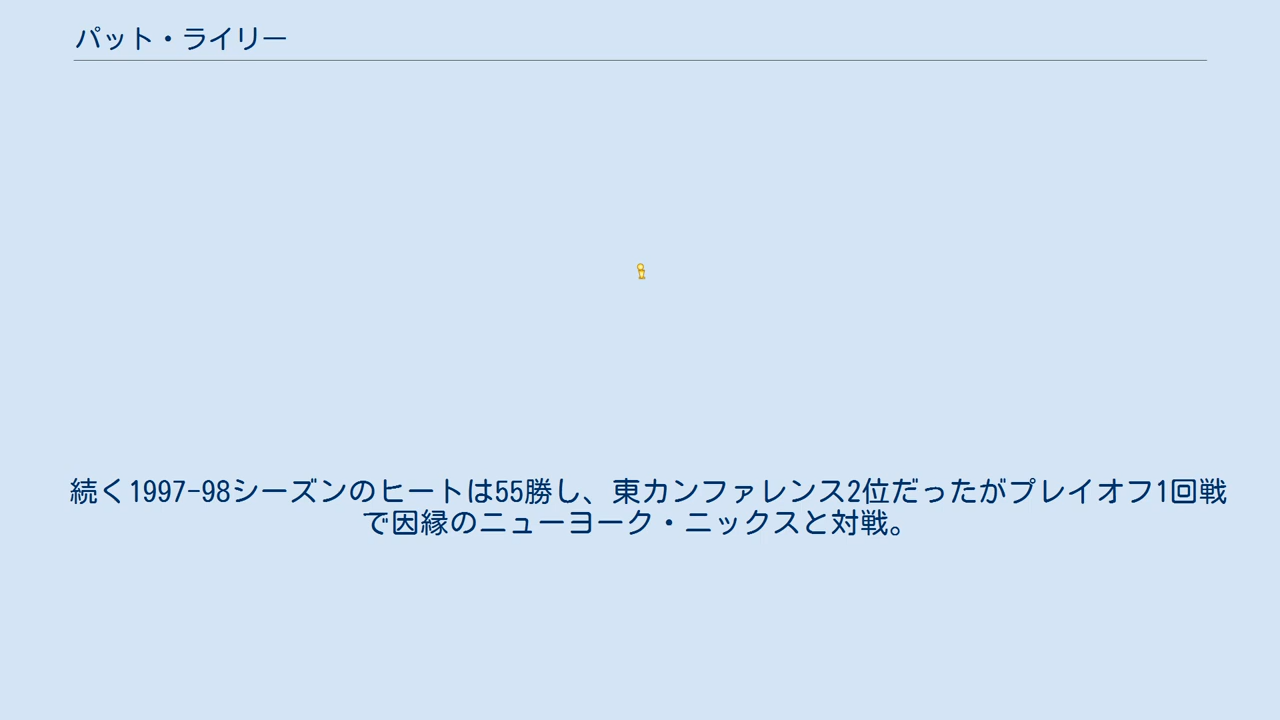 パット・ライリー
続く1997-98シーズンのヒートは55勝し、東カンファレンス2位だったがプレイオフ1回戦
で因縁のニューヨーク・ニックスと対戦。